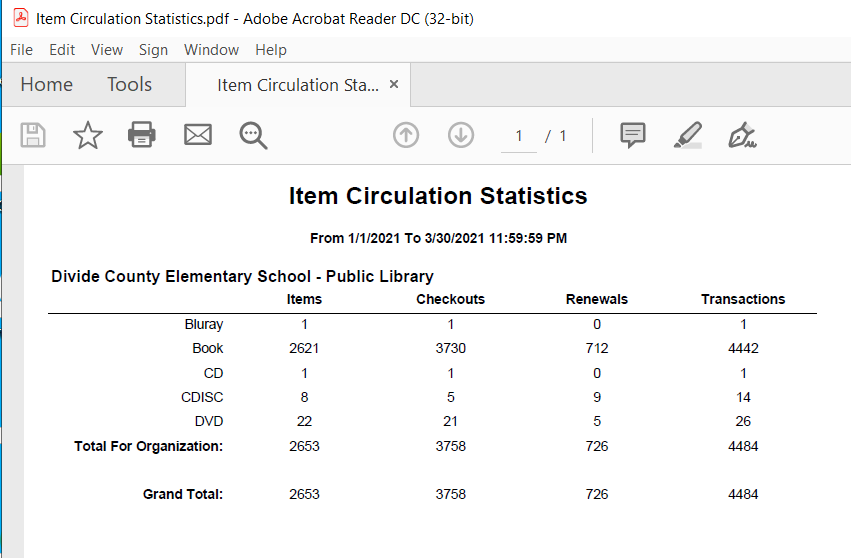 Item Circulation Statistics.pdf - Adobe Acrobat Reader DC (32-bit)
File Edit View Sign Window Help
Home Tools Item Circulation Sta... ×
1 / 1
Item Circulation Statistics
From 1/1/2021 To 3/30/2021 11:59:59 PM
Divide County Elementary School - Public Library
Items Checkouts Renewals Transactions
Bluray 1 1 0 1
Book 2621 3730 712 4442
CD 1 1 0 1
CDISC 8 5 9 14
DVD 22 21 5 26
Total For Organization: 2653 3758 726 4484
Grand Total: 2653 3758 726 4484